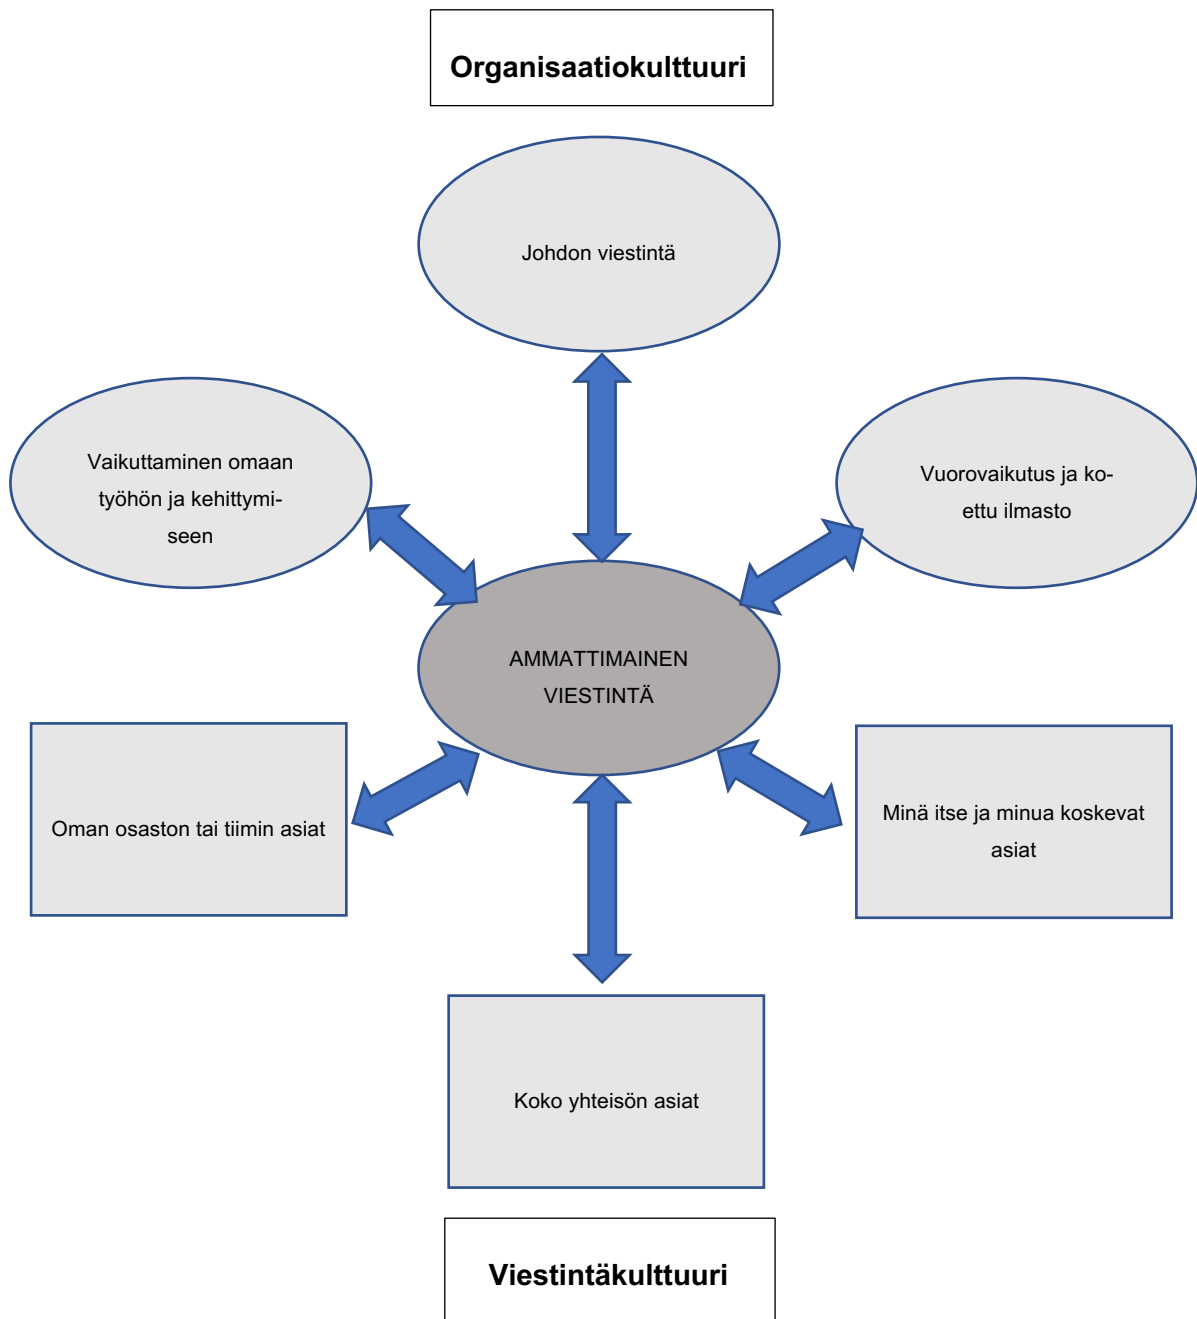 Organisaatiokulttuuri
Johdon viestintä
Vaikuttaminen omaan
työhön ja kehittymi-
seen
Vuorovaikutus ja ko-
ettu ilmasto
AMMATTIMAINEN
VIESTINTÄ
Oman osaston tai tiimin asiat
Minä itse ja minua koskevat
asiat
Koko yhteisön asiat
Viestintäkulttuuri